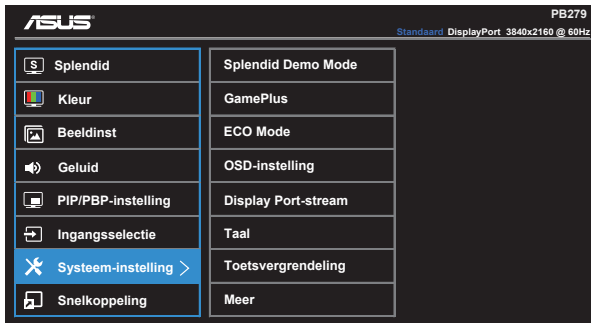 ASUS
PB279
Standaard DisplayPort 3840x2160 @ 60Hz
S Splendid
Kleur
Beeldinst
Geluid
PIP/PBP-instelling
Ingangsselectie
Systeem-instelling >
Snelkoppeling
Splendid Demo Mode
GamePlus
ECO Mode
OSD-instelling
Display Port-stream
Taal
Toetsvergrendeling
Meer